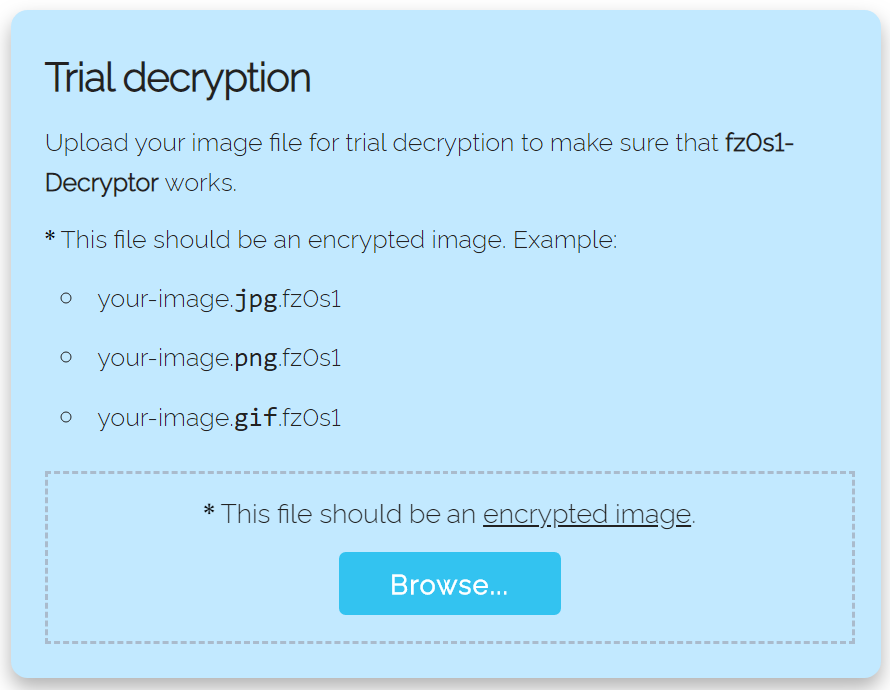 Trial decryption
Upload your image file for trial decryption to make sure that fz0s1-
Decryptor works.
* This file should be an encrypted image. Example:
your-image.jpg.fz0s1
your-image.png.fz0s1
your-image.gif.fz0s1
* This file should be an encrypted image.
Browse...